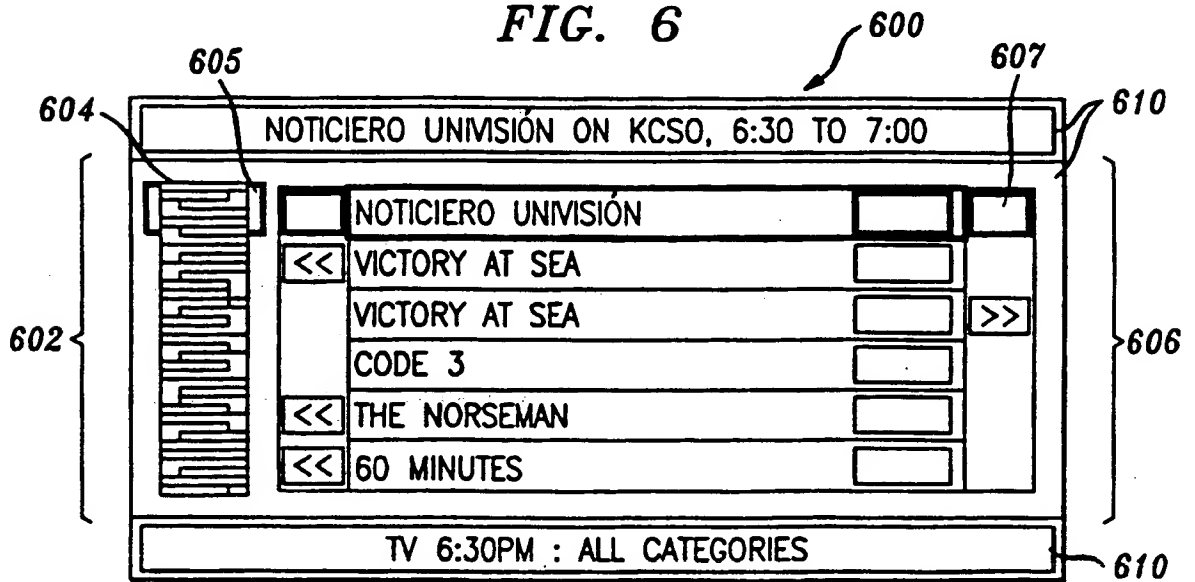 FIG. 6
600
605
607
604
610
NOTICIERO UNIVISIÓN ON KCSO, 6:30 TO 7:00
NOTICIERO UNIVISIÓN
<< VICTORY AT SEA
VICTORY AT SEA >>
602
606
CODE 3
<< THE NORSEMAN
<< 60 MINUTES
TV 6:30PM : ALL CATEGORIES
610